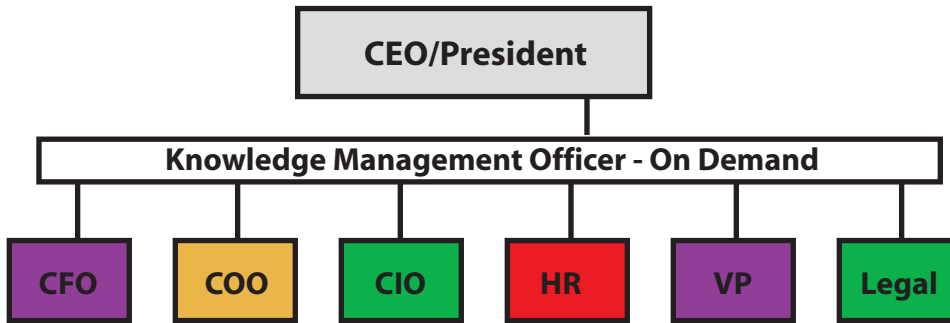 CEO/President
Knowledge Management Officer - On Demand
CFO
COO
CIO
HR
VP
Legal